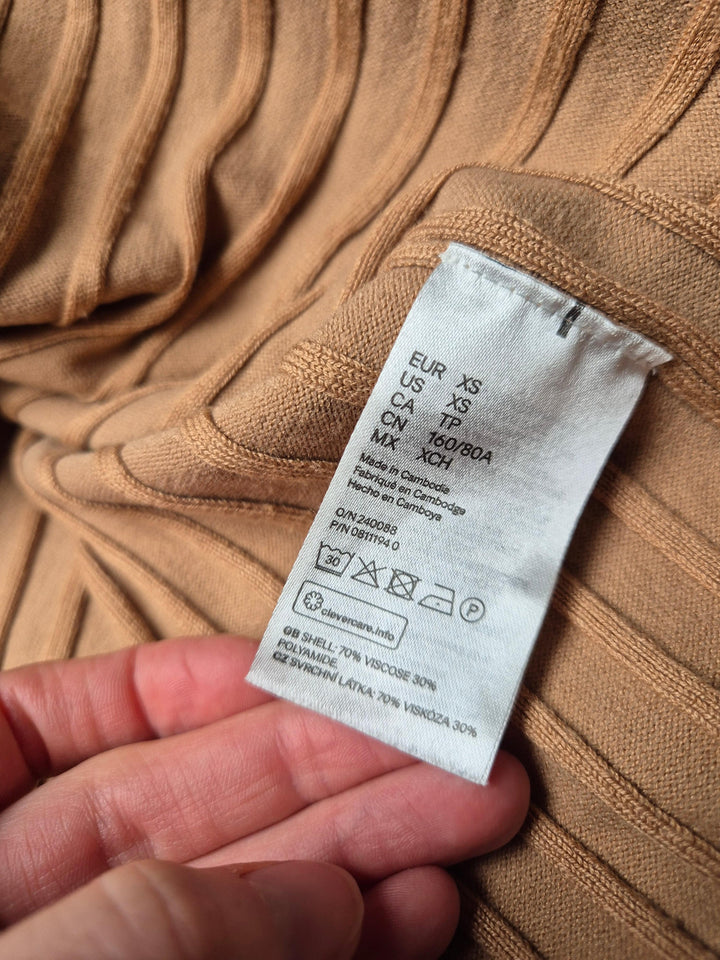 EUR XS
US XS
CA TP
CN 160/80A
MX XCH
Made in Cambodia
Fabriqué en Cambodge
Hecho en Camboya
O/N 240088
P/N 0811194 0
30
P
clevercare.info
GB SHELL: 70% VISCOSE 30%
POLYAMIDE
CZ SVRCHNÍ LÁTKA: 70% VISKÓZA 30%